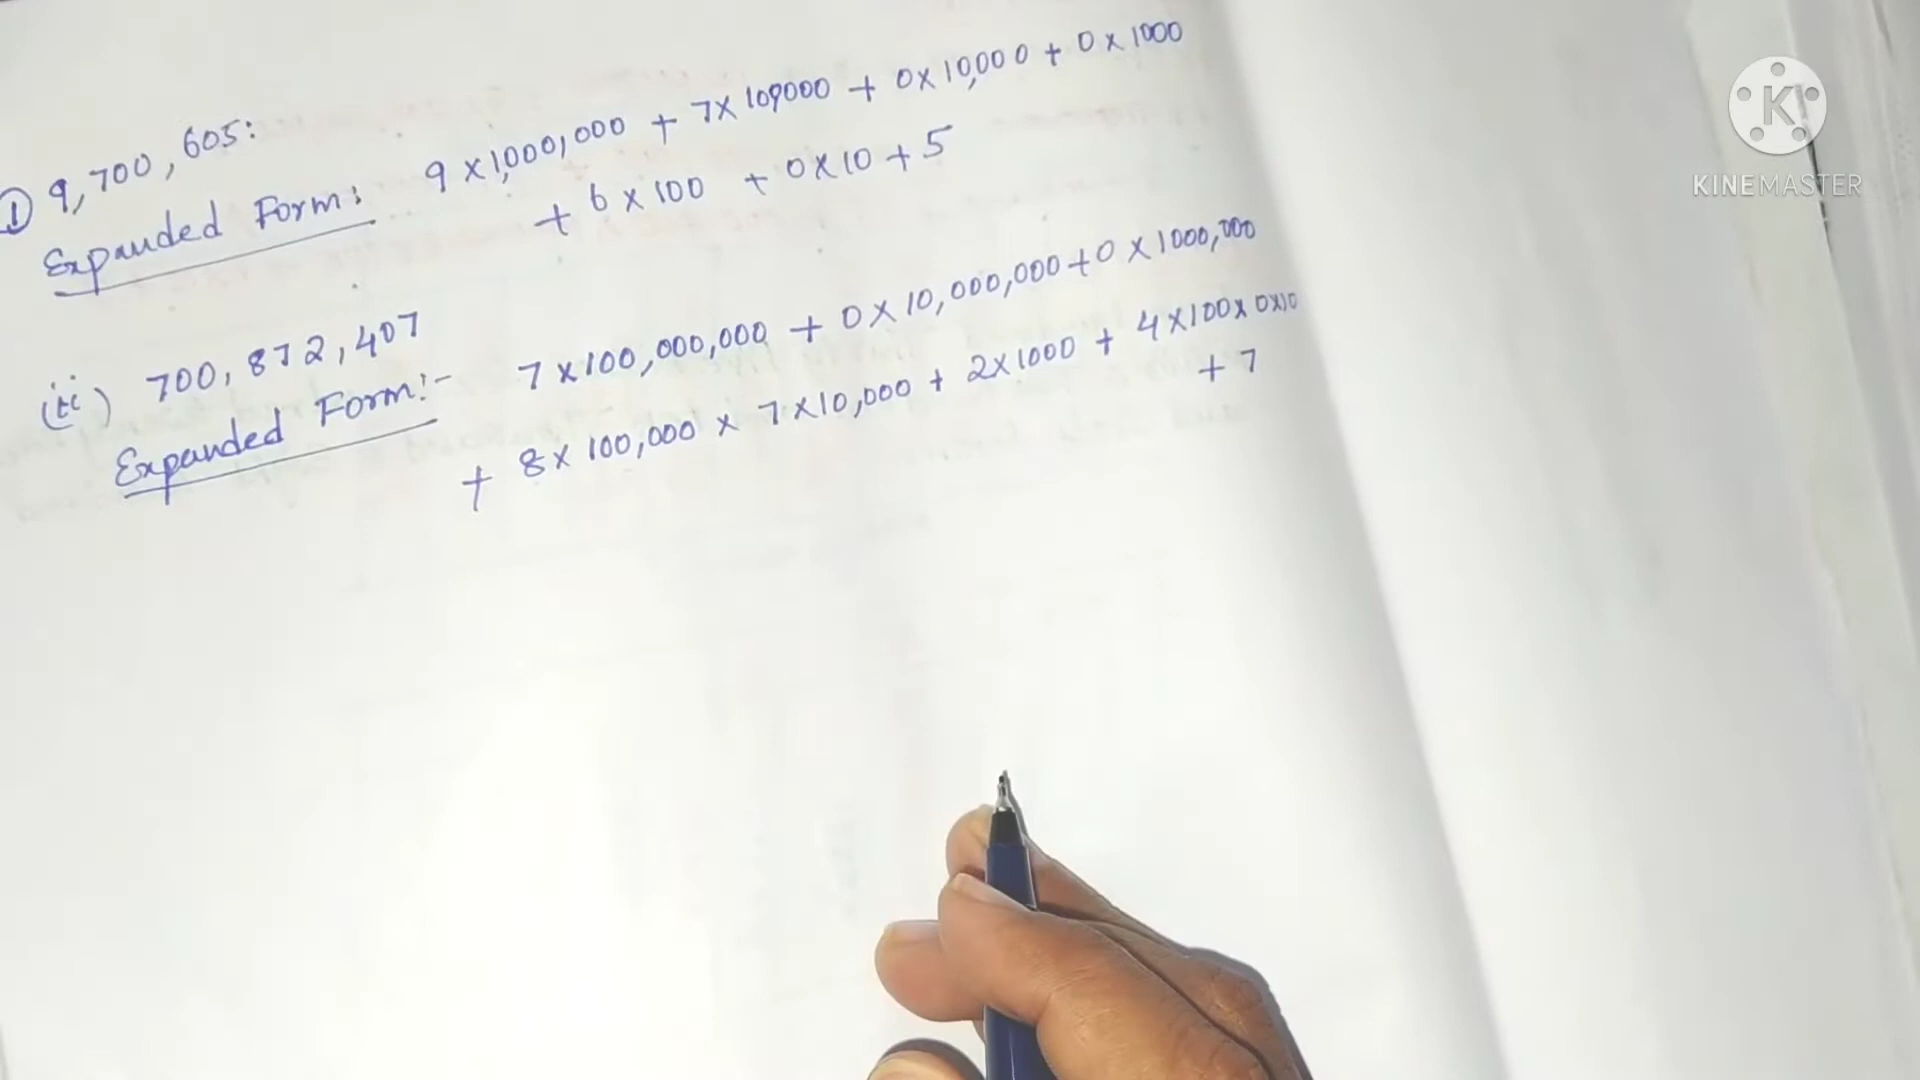 ① 9,700,605:
Expanded Form: 9 × 1,000,000 + 7 × 100000 + 0 × 10,000 + 0 × 1000
+ 6 × 100 + 0 × 10 + 5
(ii) 700,872,407
Expanded Form:- 7 × 100,000,000 + 0 × 10,000,000 + 0 × 1000,000
+ 8 × 100,000 × 7 × 10,000 + 2 × 1000 + 4 × 100 × 0 × 10
+ 7
K
KINEMASTER